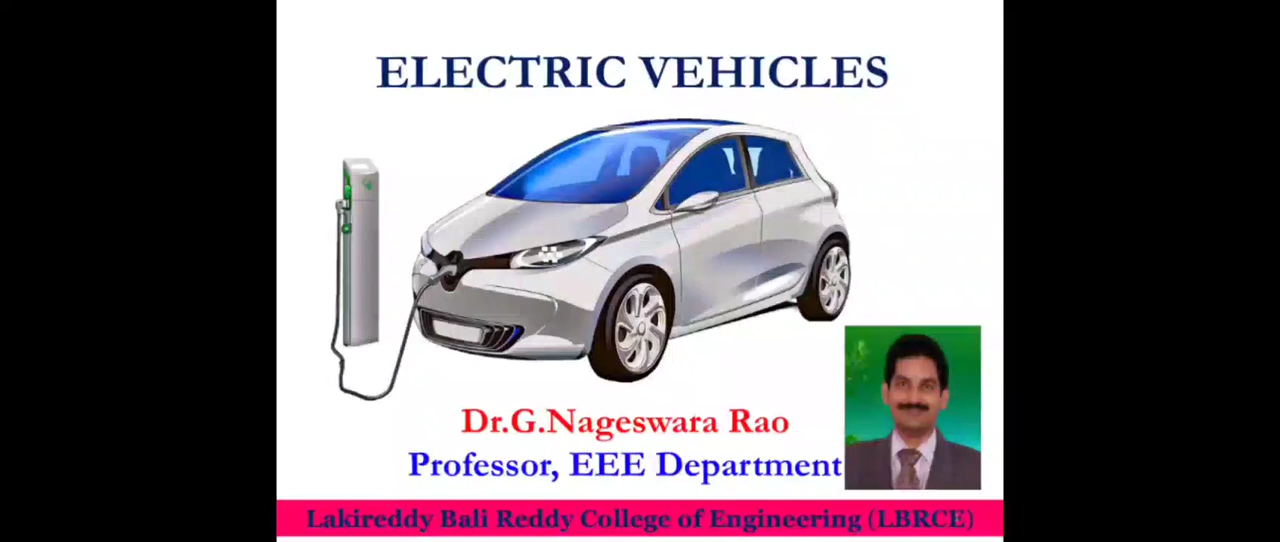 ELECTRIC VEHICLES
Dr.G.Nageswara Rao
Professor, EEE Department
Lakireddy Bali Reddy College of Engineering (LBRCE)